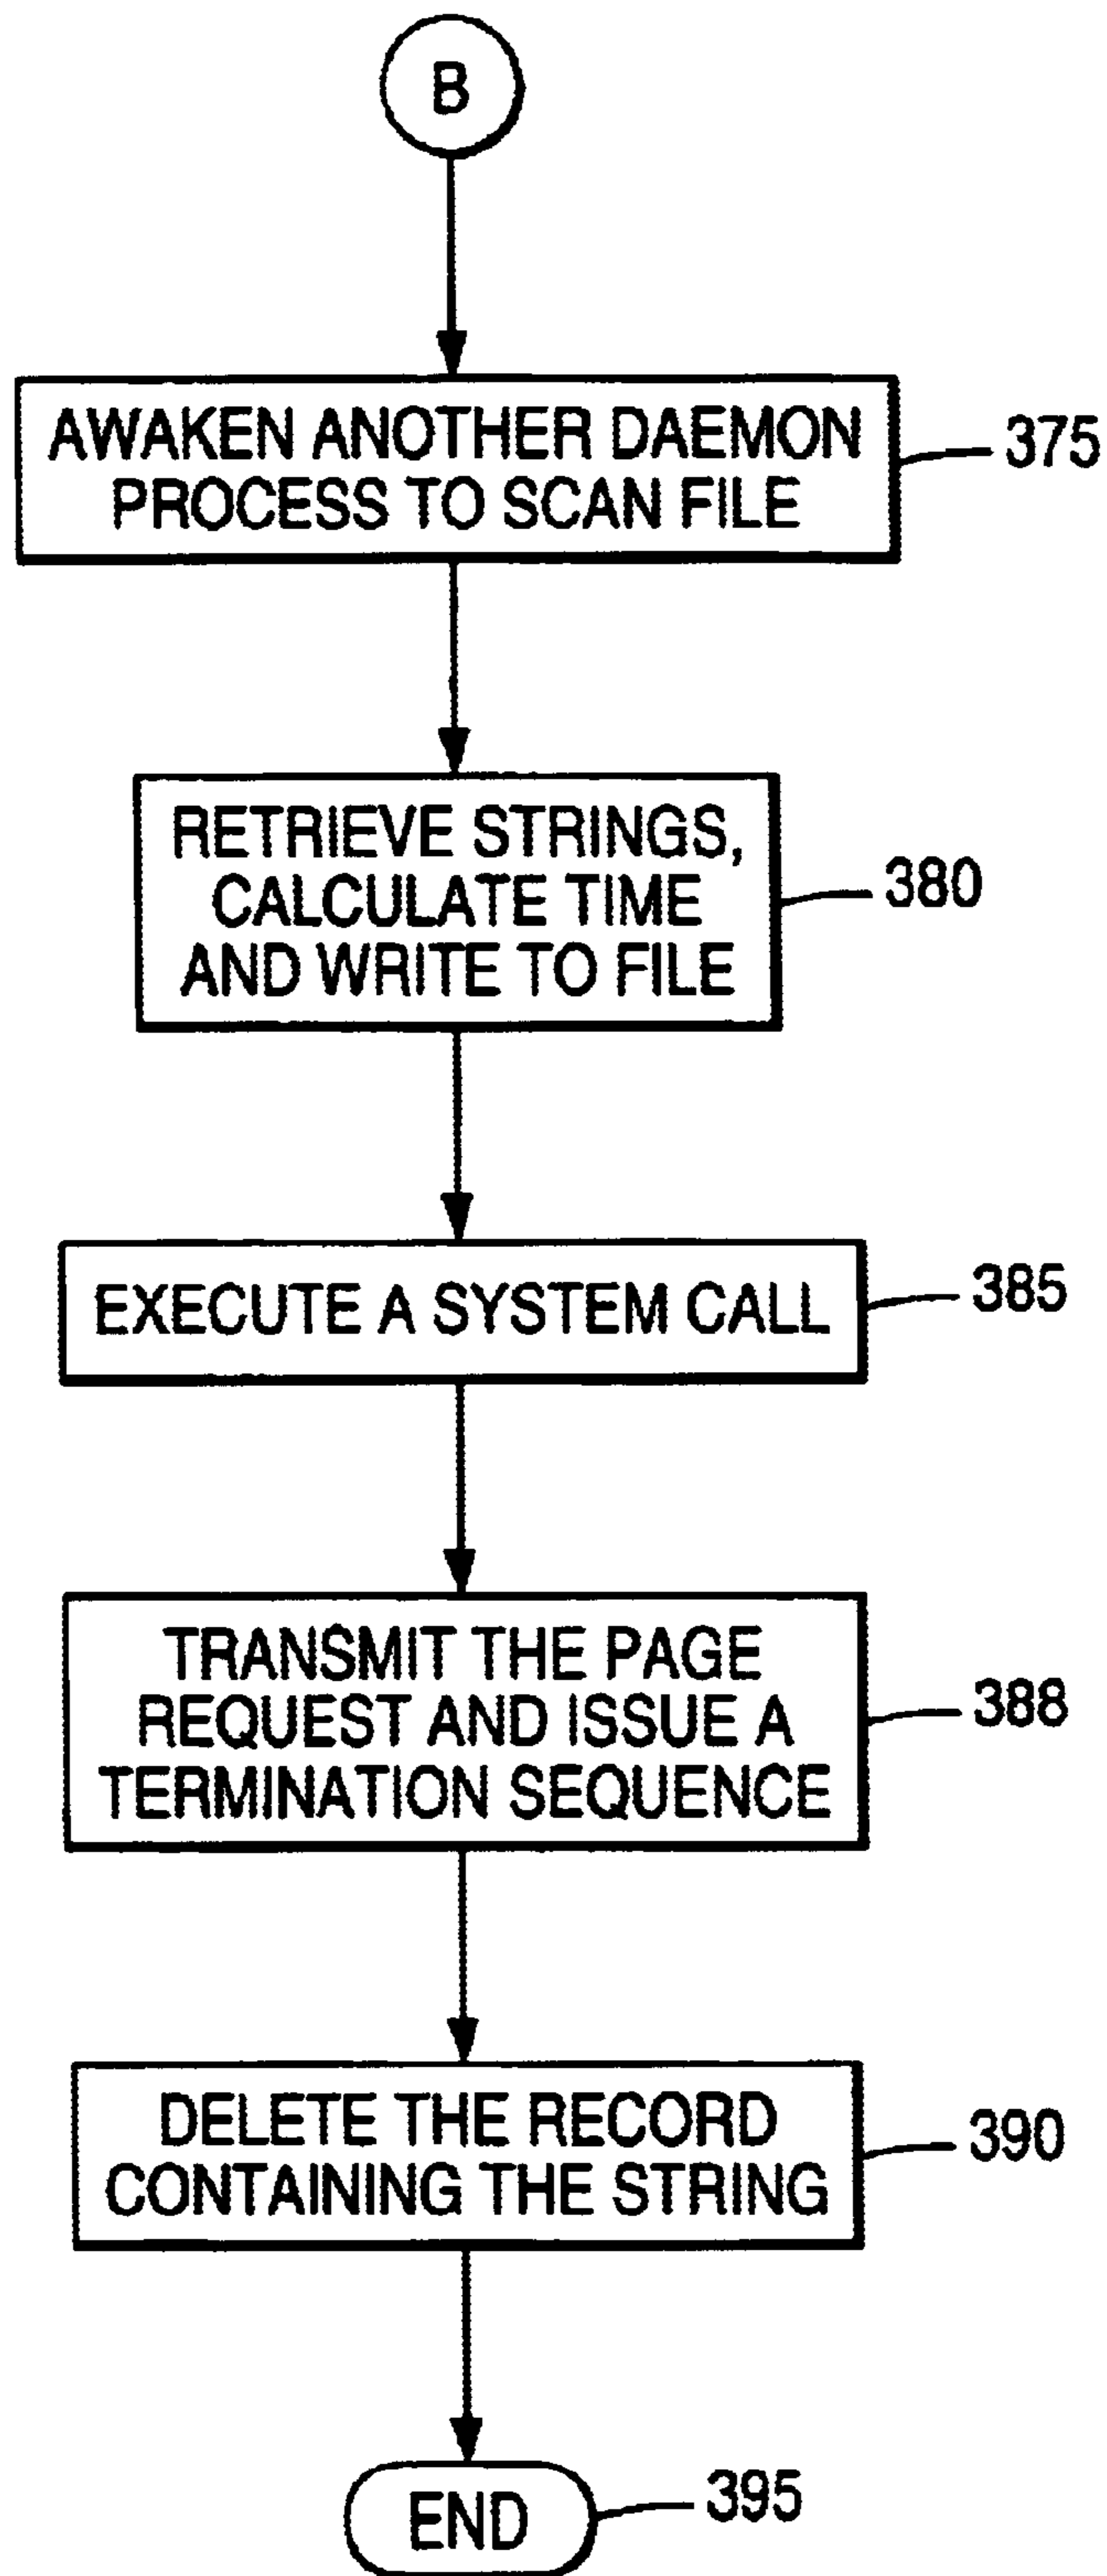 B
AWAKEN ANOTHER DAEMON
PROCESS TO SCAN FILE
375
RETRIEVE STRINGS,
CALCULATE TIME
AND WRITE TO FILE
380
EXECUTE A SYSTEM CALL
385
TRANSMIT THE PAGE
REQUEST AND ISSUE A
TERMINATION SEQUENCE
388
DELETE THE RECORD
CONTAINING THE STRING
390
END
395